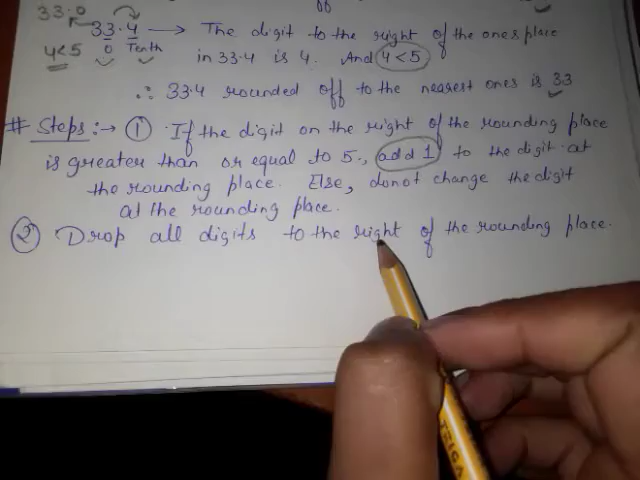 off
33.0
33.4 → The digit to the right of the ones place
4<5 0 Tenth in 33.4 is 4. And 4<5
∴ 33.4 rounded off to the nearest ones is 33
# Steps:→ ① If the digit on the right of the rounding place
is greater than or equal to 5, add 1 to the digit at
the rounding place. Else, donot change the digit
at the rounding place.
② Drop all digits to the right of the rounding place.